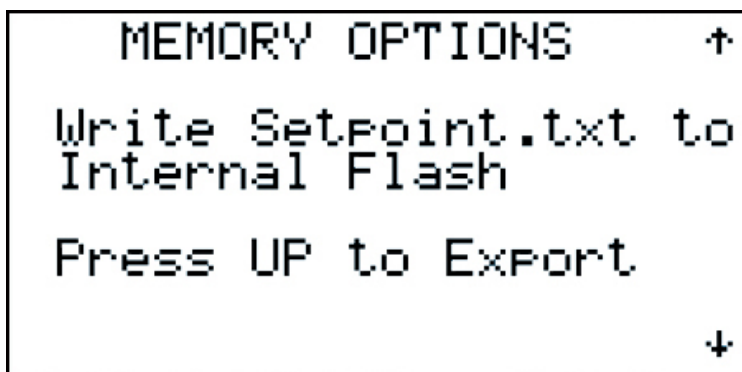 MEMORY OPTIONS ↑
Write Setpoint.txt to
Internal Flash
Press UP to Export
↓